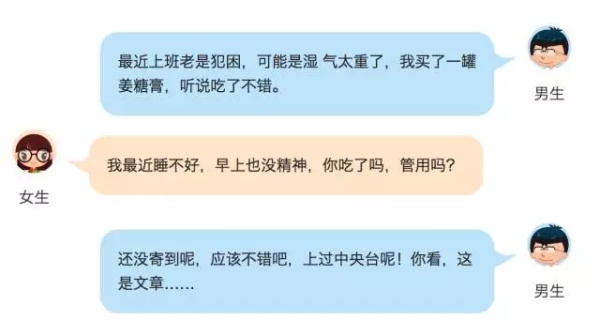 最近上班老是犯困，可能是湿 气太重了，我买了一罐
姜糖膏，听说吃了不错。
男生
我最近睡不好，早上也没精神，你吃了吗，管用吗？
女生
还没寄到呢，应该不错吧，上过中央台呢！你看，这
是文章……
男生